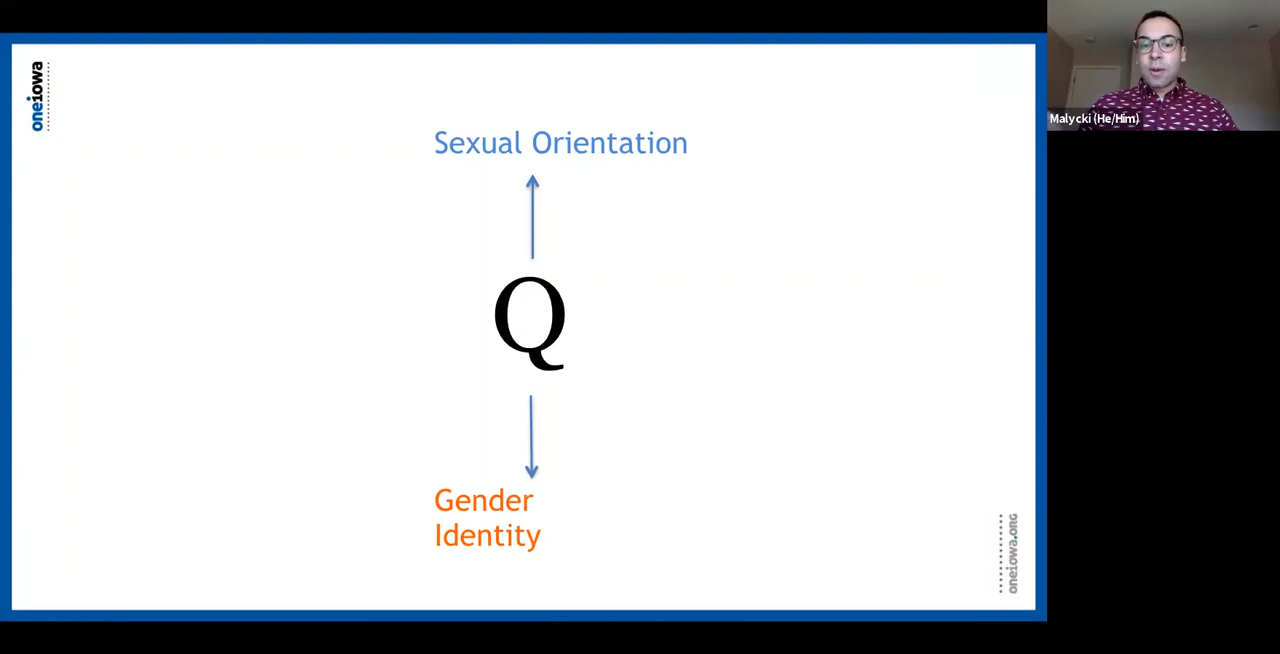 oneiowa
Malycki (He/Him)
Sexual Orientation
Q
Gender
Identity
oneiowa.org